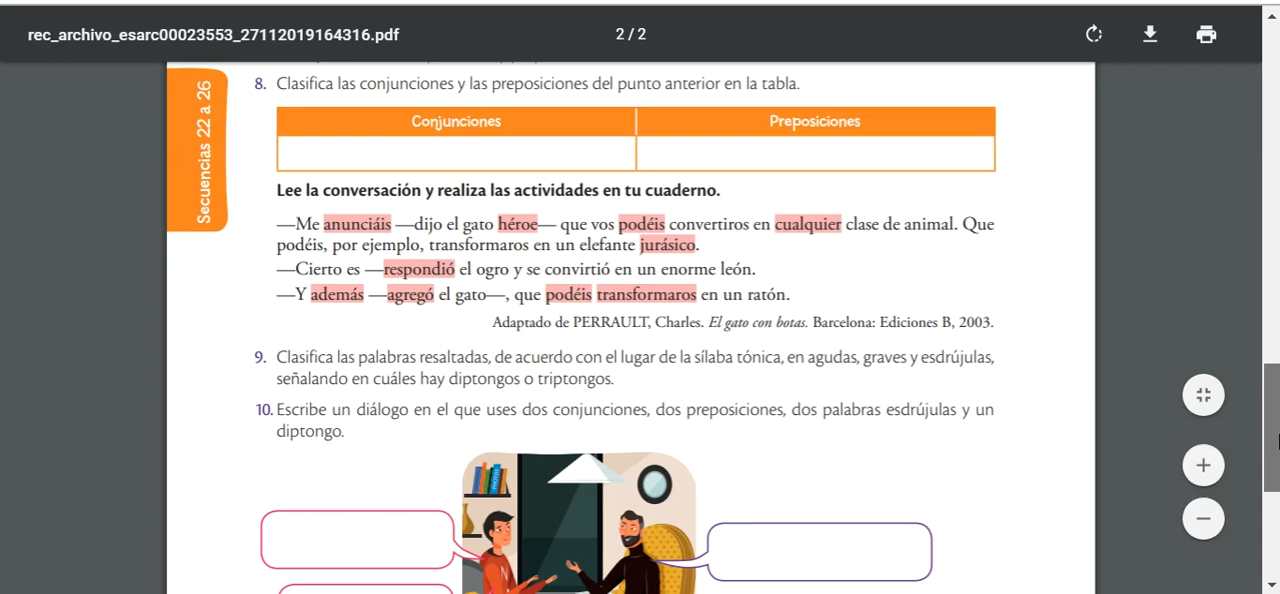 rec_archivo_esarc00023553_27112019164316.pdf
2 / 2
Secuencias 22 a 26
8. Clasifica las conjunciones y las preposiciones del punto anterior en la tabla.
Conjunciones
Preposiciones
Lee la conversación y realiza las actividades en tu cuaderno.
—Me anunciáis —dijo el gato héroe— que vos podéis convertiros en cualquier clase de animal. Que
podéis, por ejemplo, transformaros en un elefante jurásico.
—Cierto es —respondió el ogro y se convirtió en un enorme león.
—Y además —agregó el gato—, que podéis transformaros en un ratón.
Adaptado de PERRAULT, Charles. El gato con botas. Barcelona: Ediciones B, 2003.
9. Clasifica las palabras resaltadas, de acuerdo con el lugar de la sílaba tónica, en agudas, graves y esdrújulas,
señalando en cuáles hay diptongos o triptongos.
10. Escribe un diálogo en el que uses dos conjunciones, dos preposiciones, dos palabras esdrújulas y un
diptongo.